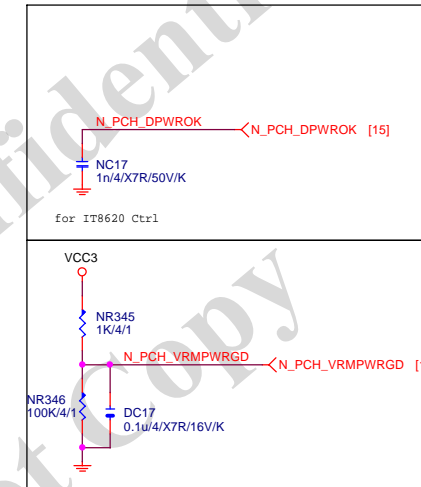 N_PCH_DPWROK
N_PCH_DPWROK [15]
NC17
1n/4/X7R/50V/K
for IT8620 Ctrl
VCC3
NR345
1K/4/1
N_PCH_VRMPWRGD
N_PCH_VRMPWRGD
NR346
100K/4/1
DC17
0.1u/4/X7R/16V/K
Copy